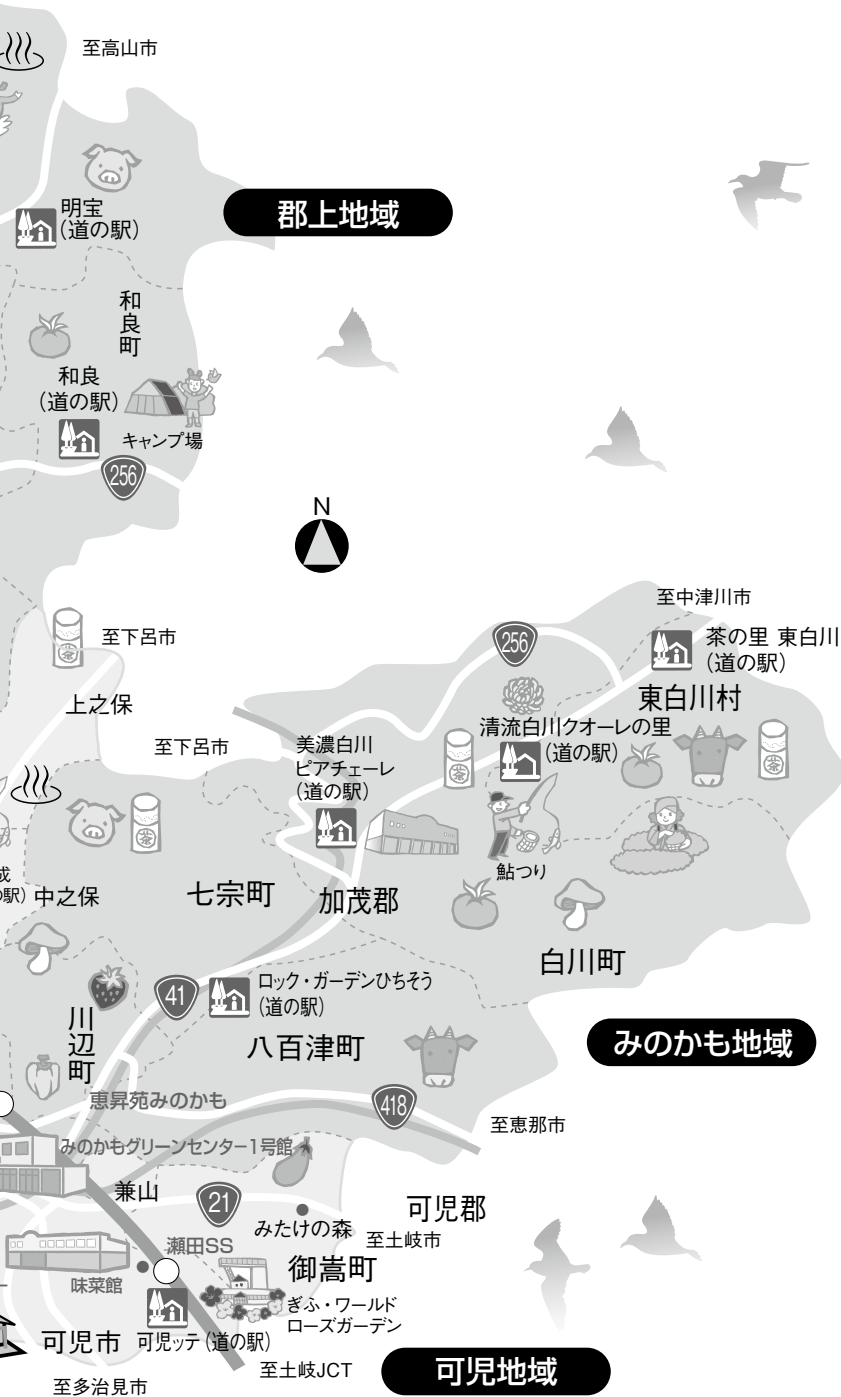 至高山市
明宝
(道の駅)
郡上地域
和良町
和良
(道の駅)
キャンプ場
256
N
至中津川市
茶の里 東白川
(道の駅)
256
東白川村
茶
至下呂市
上之保
清流白川クオーレの里
(道の駅)
茶
茶
至下呂市
美濃白川
ピアチェーレ
(道の駅)
茶
鮎つり
の駅)
中之保
七宗町
加茂郡
白川町
41
ロック・ガーデンひちそう
(道の駅)
川辺町
八百津町
みのかも地域
恵昇苑みのかも
418
至恵那市
みのかもグリーンセンター1号館
兼山
21
可児郡
みたけの森
至土岐市
瀬田SS
御嵩町
味菜館
ぎふ・ワールド
ローズガーデン
可児市
可児ッテ(道の駅)
至土岐JCT
可児地域
至多治見市